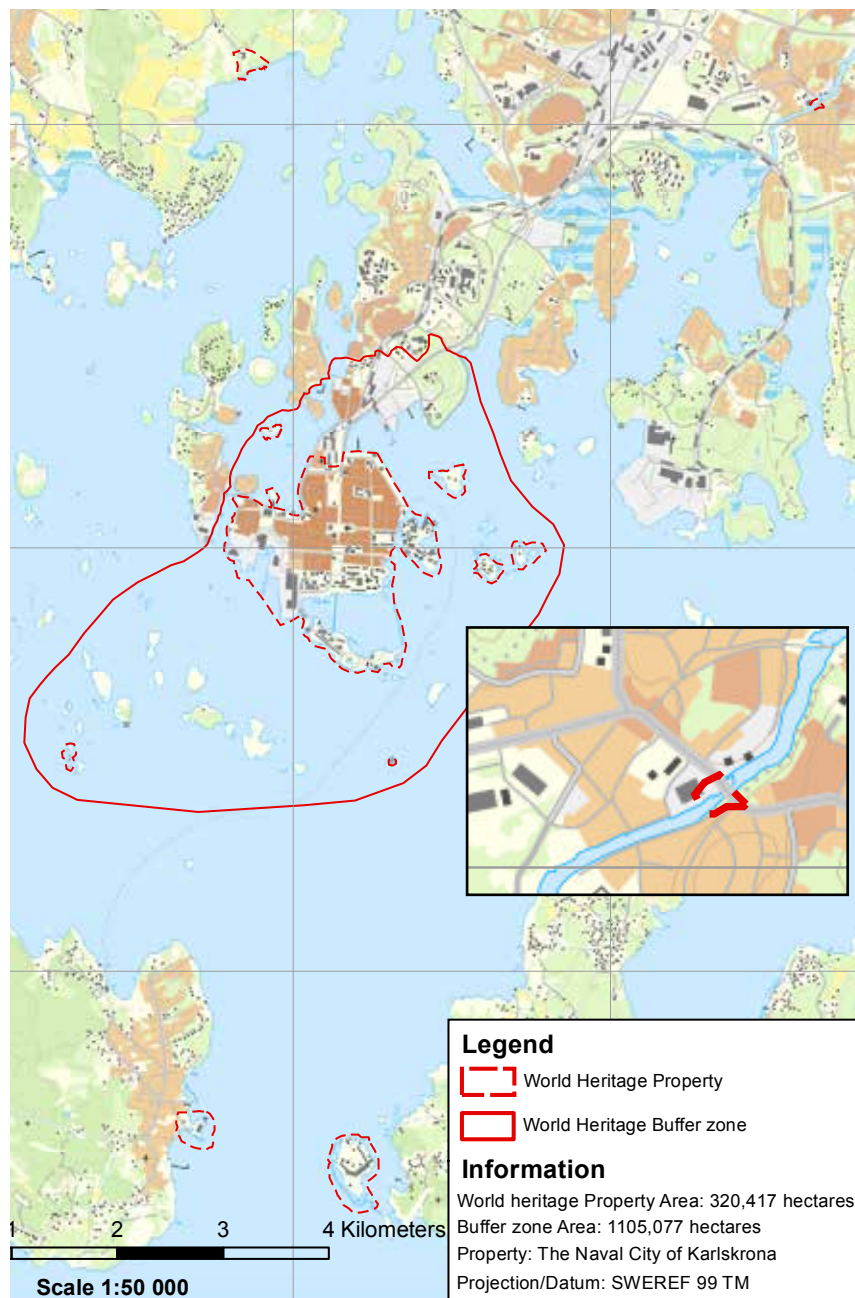 Legend
World Heritage Property
World Heritage Buffer zone
Information
World heritage Property Area: 320,417 hectares
Buffer zone Area: 1105,077 hectares
Property: The Naval City of Karlskrona
Projection/Datum: SWEREF 99 TM
1 2 3 4 Kilometers
Scale 1:50 000